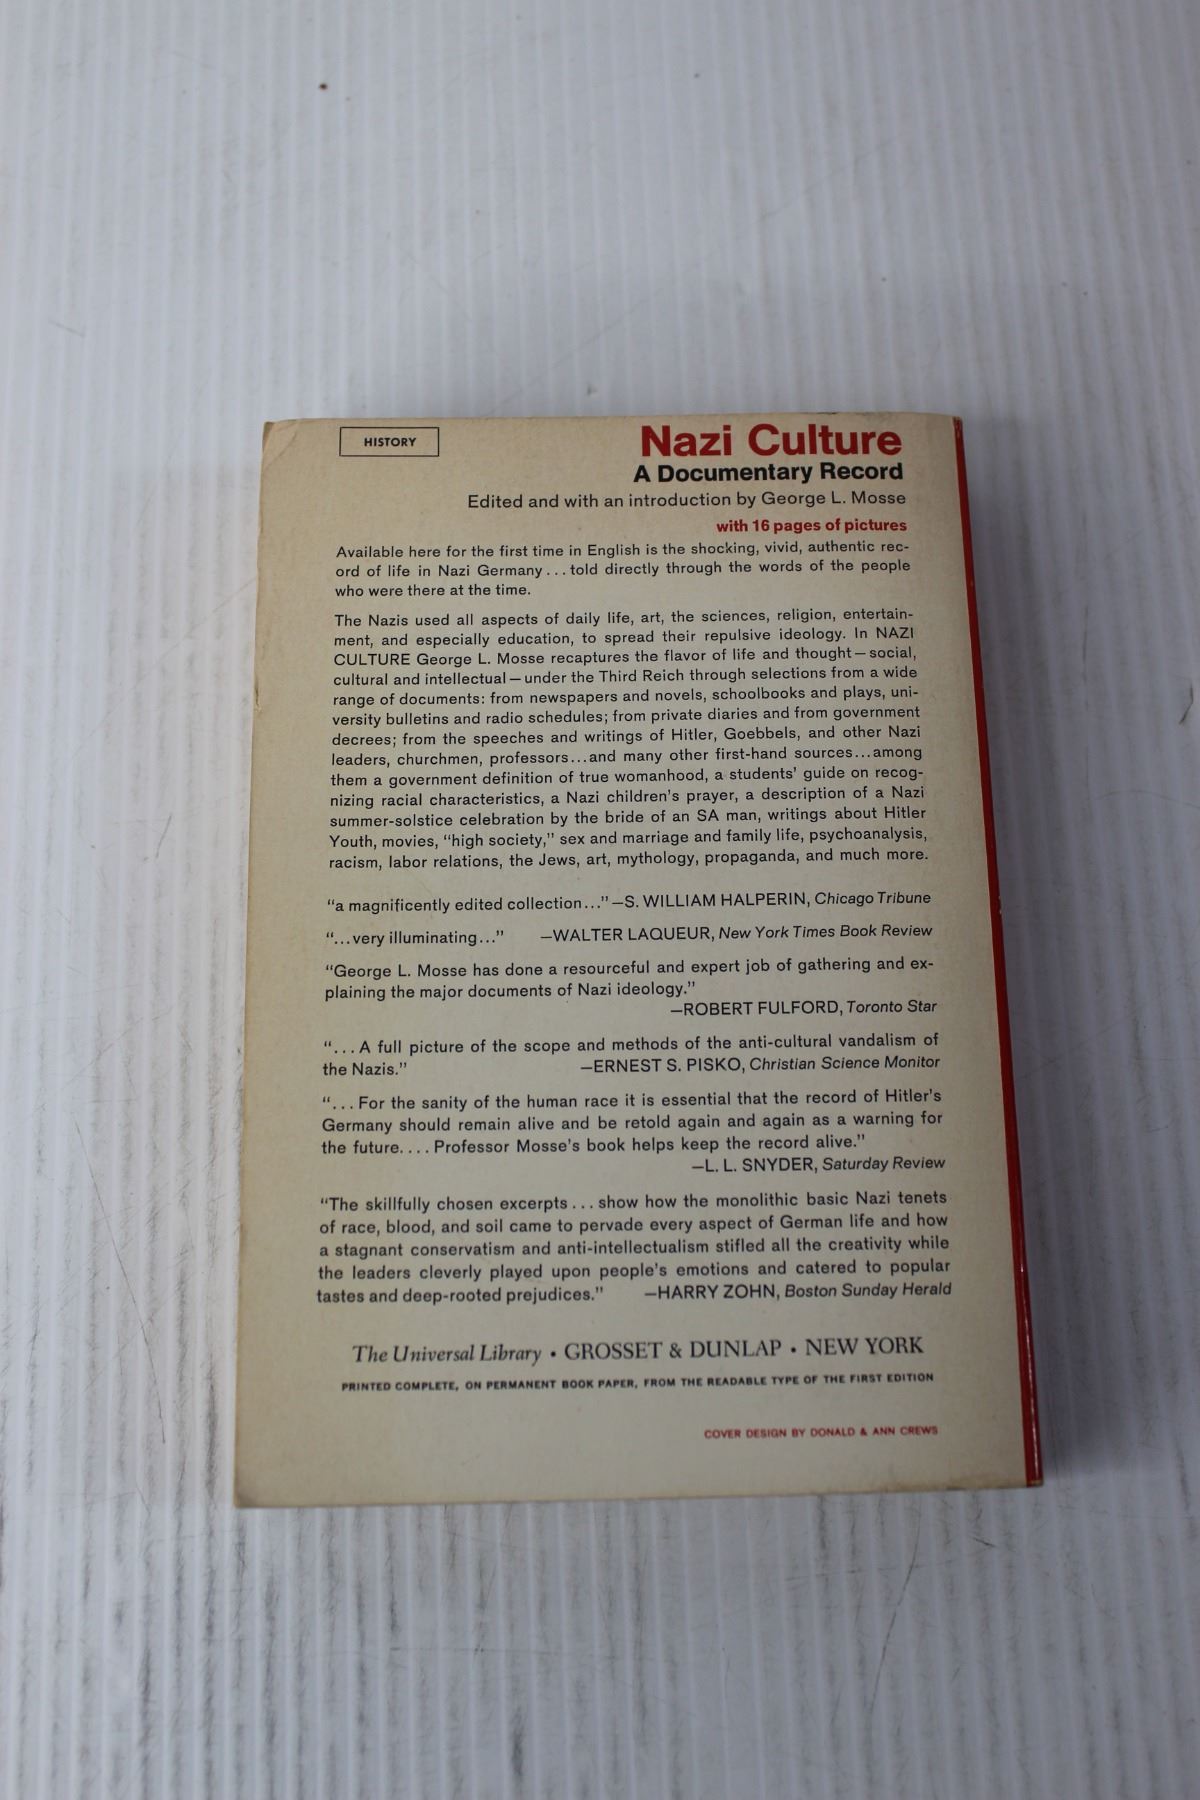 HISTORY
Nazi Culture
A Documentary Record
Edited and with an introduction by George L. Mosse
with 16 pages of pictures
Available here for the first time in English is the shocking, vivid, authentic rec-
ord of life in Nazi Germany...told directly through the words of the people
who were there at the time.
The Nazis used all aspects of daily life, art, the sciences, religion, entertain-
ment, and especially education, to spread their repulsive ideology. In NAZI
CULTURE George L. Mosse recaptures the flavor of life and thought—social,
cultural and intellectual—under the Third Reich through selections from a wide
range of documents: from newspapers and novels, schoolbooks and plays, uni-
versity bulletins and radio schedules; from private diaries and from government
decrees; from the speeches and writings of Hitler, Goebbels, and other Nazi
leaders, churchmen, professors...and many other first-hand sources...among
them a government definition of true womanhood, a students' guide on recog-
nizing racial characteristics, a Nazi children's prayer, a description of a Nazi
summer-solstice celebration by the bride of an SA man, writings about Hitler
Youth, movies, "high society," sex and marriage and family life, psychoanalysis,
racism, labor relations, the Jews, art, mythology, propaganda, and much more.
"a magnificently edited collection..."—S. WILLIAM HALPERIN, Chicago Tribune
"...very illuminating..." —WALTER LAQUEUR, New York Times Book Review
"George L. Mosse has done a resourceful and expert job of gathering and ex-
plaining the major documents of Nazi ideology."
—ROBERT FULFORD, Toronto Star
"...A full picture of the scope and methods of the anti-cultural vandalism of
the Nazis." —ERNEST S. PISKO, Christian Science Monitor
"...For the sanity of the human race it is essential that the record of Hitler's
Germany should remain alive and be retold again and again as a warning for
the future.... Professor Mosse's book helps keep the record alive."
—L. L. SNYDER, Saturday Review
"The skillfully chosen excerpts...show how the monolithic basic Nazi tenets
of race, blood, and soil came to pervade every aspect of German life and how
a stagnant conservatism and anti-intellectualism stifled all the creativity while
the leaders cleverly played upon people's emotions and catered to popular
tastes and deep-rooted prejudices." —HARRY ZOHN, Boston Sunday Herald
The Universal Library • GROSSET & DUNLAP • NEW YORK
PRINTED COMPLETE, ON PERMANENT BOOK PAPER, FROM THE READABLE TYPE OF THE FIRST EDITION
COVER DESIGN BY DONALD & ANN CREWS